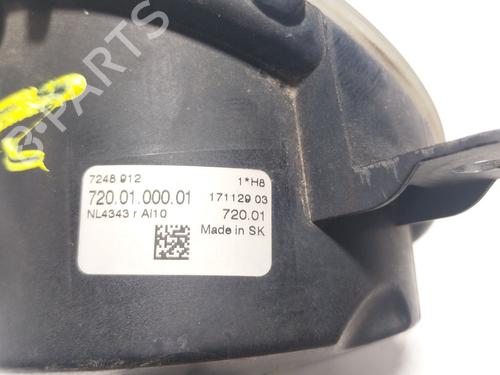 B-PARTS
7248 912
1*H8
720.01.000.01
171129 03
NL4343 r AI10
720.01
Made in SK